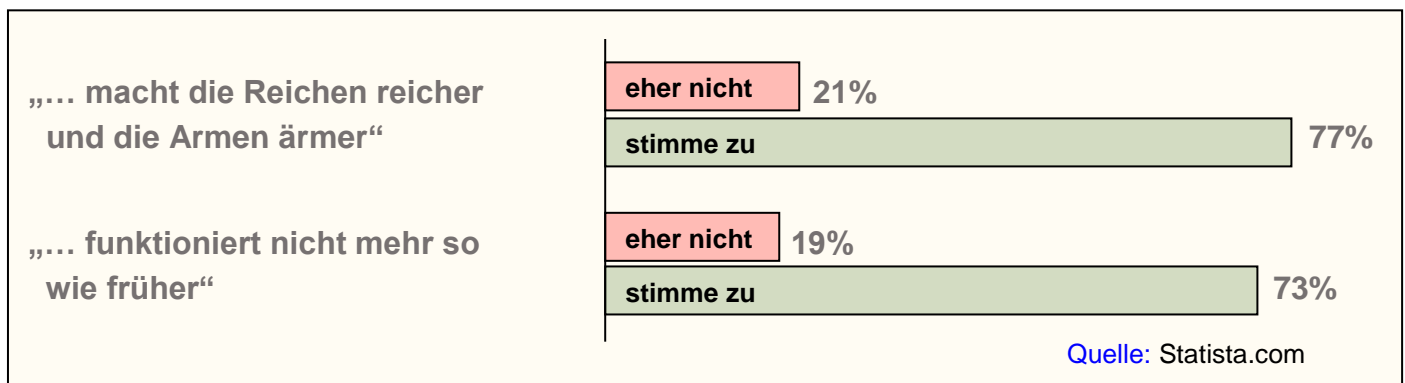 „… macht die Reichen reicher
und die Armen ärmer“
eher nicht 21%
stimme zu 77%
„… funktioniert nicht mehr so
wie früher“
eher nicht 19%
stimme zu 73%
Quelle: Statista.com